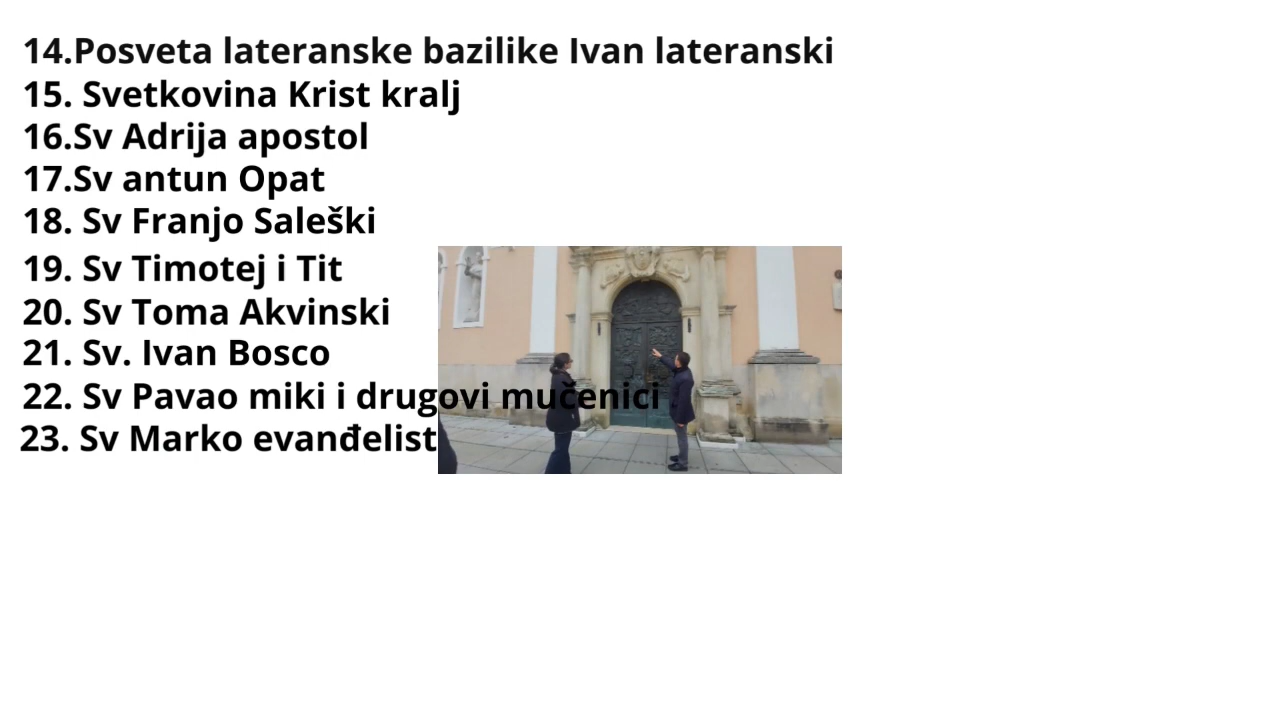 14.Posveta lateranske bazilike Ivan lateranski
15. Svetkovina Krist kralj
16.Sv Adrija apostol
17.Sv antun Opat
18. Sv Franjo Saleški
19. Sv Timotej i Tit
20. Sv Toma Akvinski
21. Sv. Ivan Bosco
22. Sv Pavao miki i drugovi mučenici
23. Sv Marko evanđelist